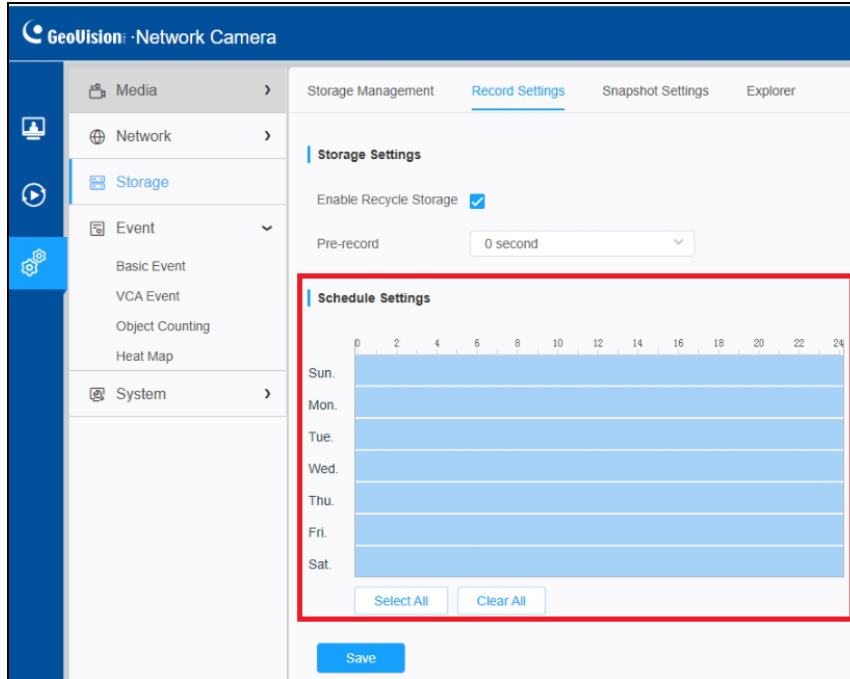 GeoVision · Network Camera
Media
Network
Storage
Event
Basic Event
VCA Event
Object Counting
Heat Map
System
Storage Management Record Settings Snapshot Settings Explorer
Storage Settings
Enable Recycle Storage
Pre-record 0 second
Schedule Settings
0 2 4 6 8 10 12 14 16 18 20 22 24
Sun.
Mon.
Tue.
Wed.
Thu.
Fri.
Sat.
Select All Clear All
Save